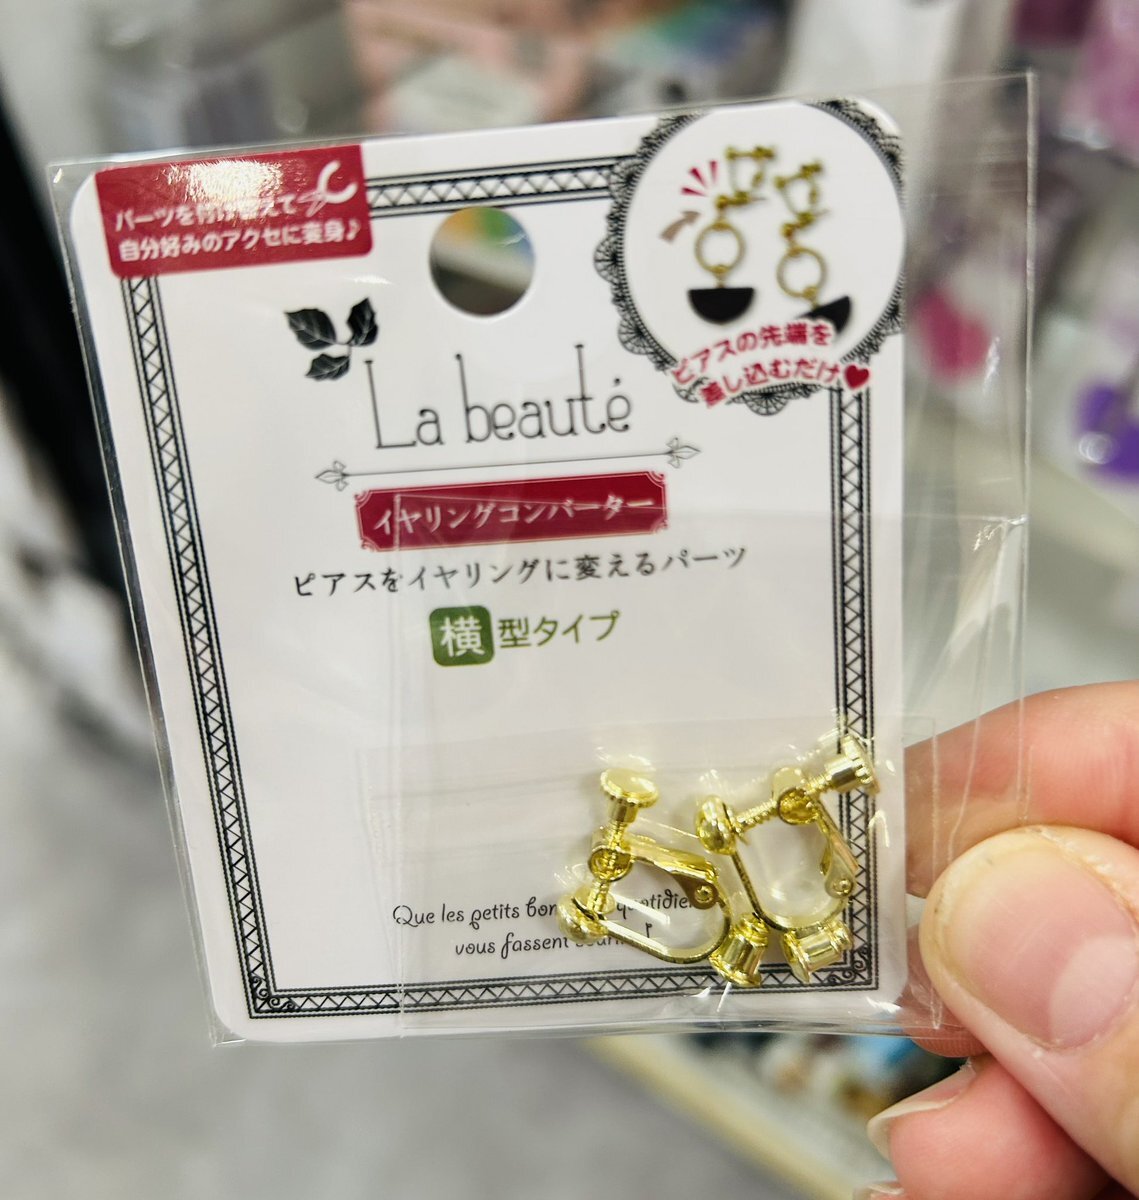 パーツを付け替えて
自分好みのアクセに変身♪
ピアスの先端を
差し込むだけ♥
La beauté
イヤリングコンバーター
ピアスをイヤリングに変えるパーツ
横型タイプ
Que les petits quotidien
vous fassent